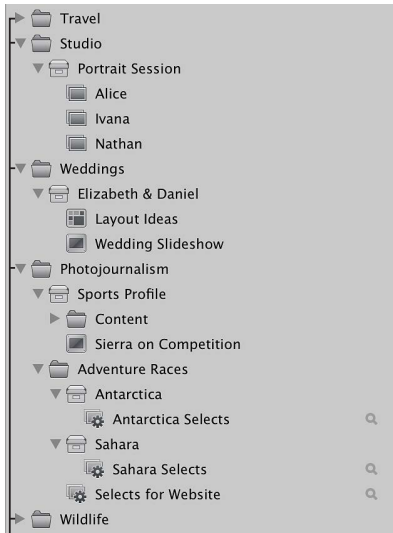 Travel
Studio
Portrait Session
Alice
Ivana
Nathan
Weddings
Elizabeth & Daniel
Layout Ideas
Wedding Slideshow
Photojournalism
Sports Profile
Content
Sierra on Competition
Adventure Races
Antarctica
Antarctica Selects
Sahara
Sahara Selects
Selects for Website
Wildlife